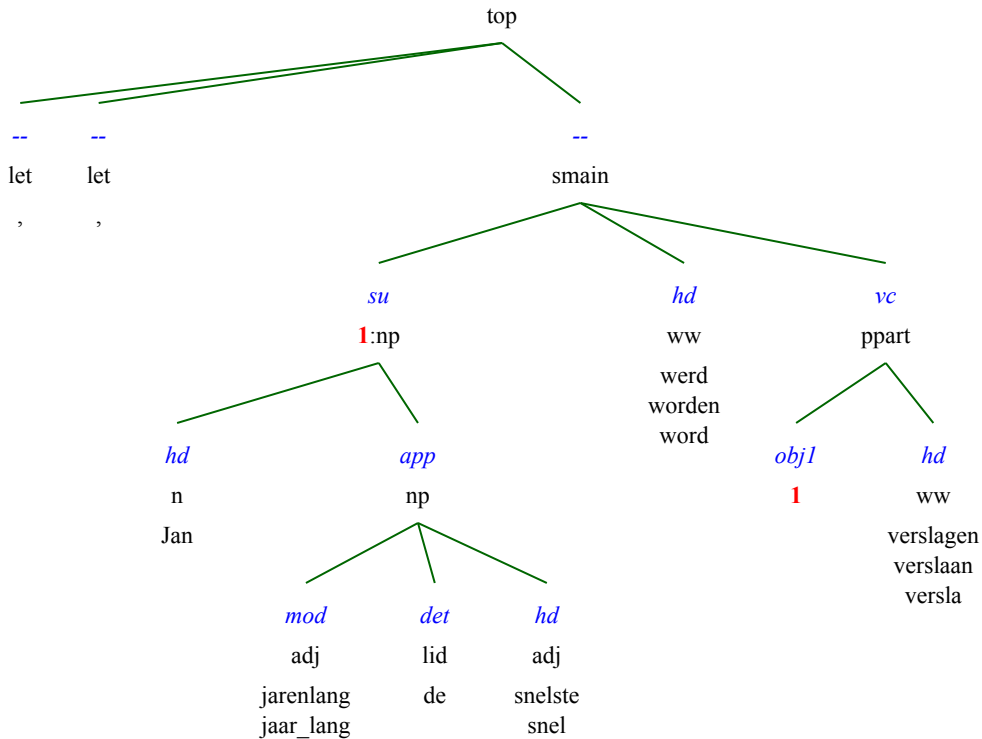 top
-- -- --
let let smain
, ,
su hd vc
1:np ww ppart
werd
worden
word
hd app obj1 hd
n np 1 ww
Jan verslagen
verslaan
versla
mod det hd
adj lid adj
jarenlang de snelste
jaar_lang snel